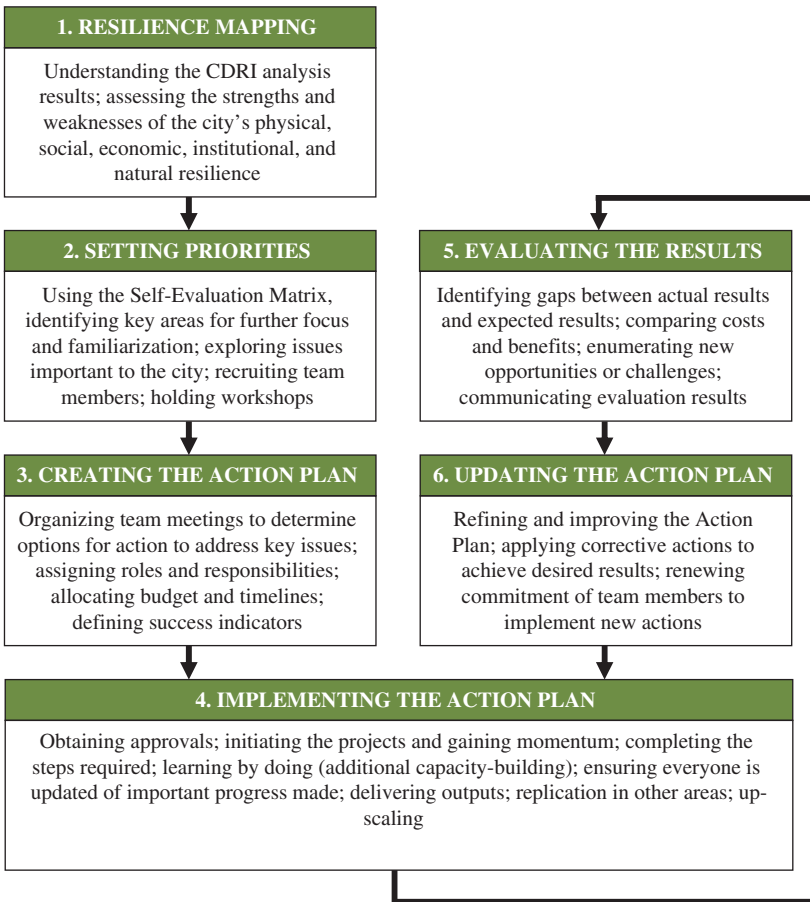 1. RESILIENCE MAPPING
Understanding the CDRI analysis
results; assessing the strengths and
weaknesses of the city's physical,
social, economic, institutional, and
natural resilience
2. SETTING PRIORITIES
Using the Self-Evaluation Matrix,
identifying key areas for further focus
and familiarization; exploring issues
important to the city; recruiting team
members; holding workshops
3. CREATING THE ACTION PLAN
Organizing team meetings to determine
options for action to address key issues;
assigning roles and responsibilities;
allocating budget and timelines;
defining success indicators
4. IMPLEMENTING THE ACTION PLAN
Obtaining approvals; initiating the projects and gaining momentum; completing the
steps required; learning by doing (additional capacity-building); ensuring everyone is
updated of important progress made; delivering outputs; replication in other areas; up-
scaling
5. EVALUATING THE RESULTS
Identifying gaps between actual results
and expected results; comparing costs
and benefits; enumerating new
opportunities or challenges;
communicating evaluation results
6. UPDATING THE ACTION PLAN
Refining and improving the Action
Plan; applying corrective actions to
achieve desired results; renewing
commitment of team members to
implement new actions